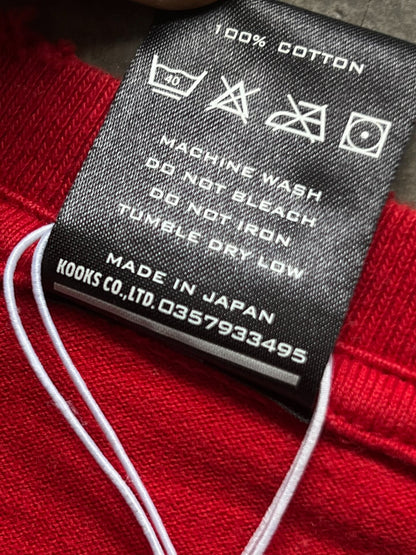 100% COTTON
40
MACHINE WASH
DO NOT BLEACH
DO NOT IRON
TUMBLE DRY LOW
MADE IN JAPAN
KOOKS CO.,LTD. 0357933495